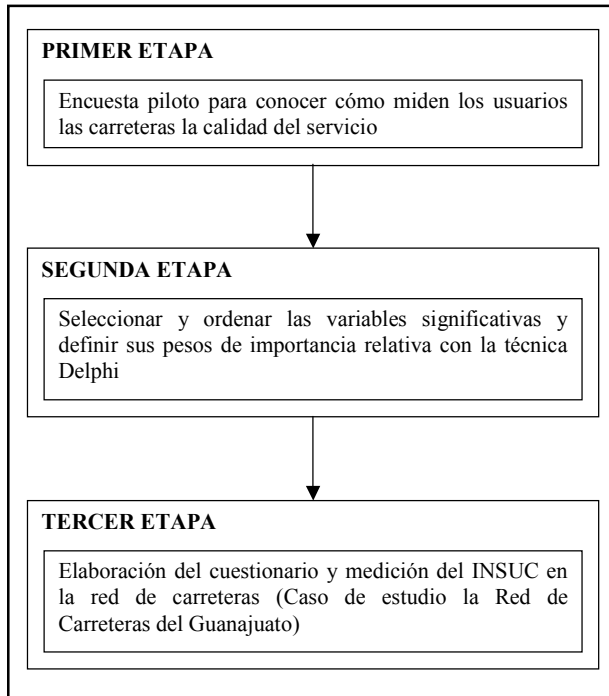 PRIMER ETAPA
Encuesta piloto para conocer cómo miden los usuarios
las carreteras la calidad del servicio
SEGUNDA ETAPA
Seleccionar y ordenar las variables significativas y
definir sus pesos de importancia relativa con la técnica
Delphi
TERCER ETAPA
Elaboración del cuestionario y medición del INSUC en
la red de carreteras (Caso de estudio la Red de
Carreteras del Guanajuato)